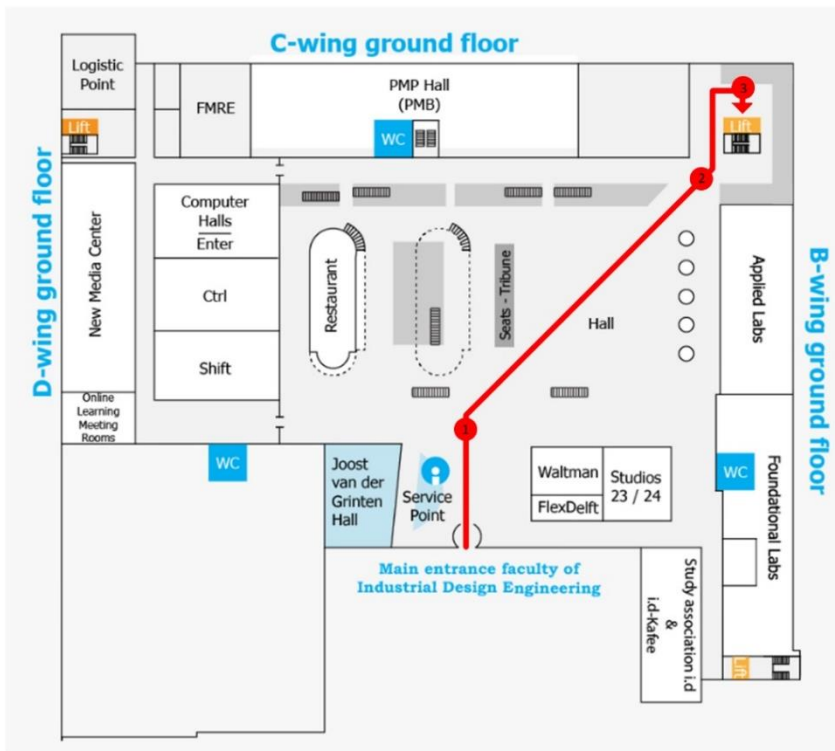 C-wing ground floor
Logistic
Point
Lift
FMRE
PMP Hall
(PMB)
WC
3
Lift
2
D-wing ground floor
New Media Center
Computer
Halls
Enter
Ctrl
Shift
Restaurant
Seats - Tribune
Hall
Applied Labs
B-wing ground floor
Online
Learning
Meeting
Rooms
1
WC
Joost
van der
Grinten
Hall
i
Service
Point
Waltman
FlexDelft
Studios
23 / 24
WC
Foundational Labs
Main entrance faculty of
Industrial Design Engineering
Study association i.d
&
i.d-Kafee
Lift